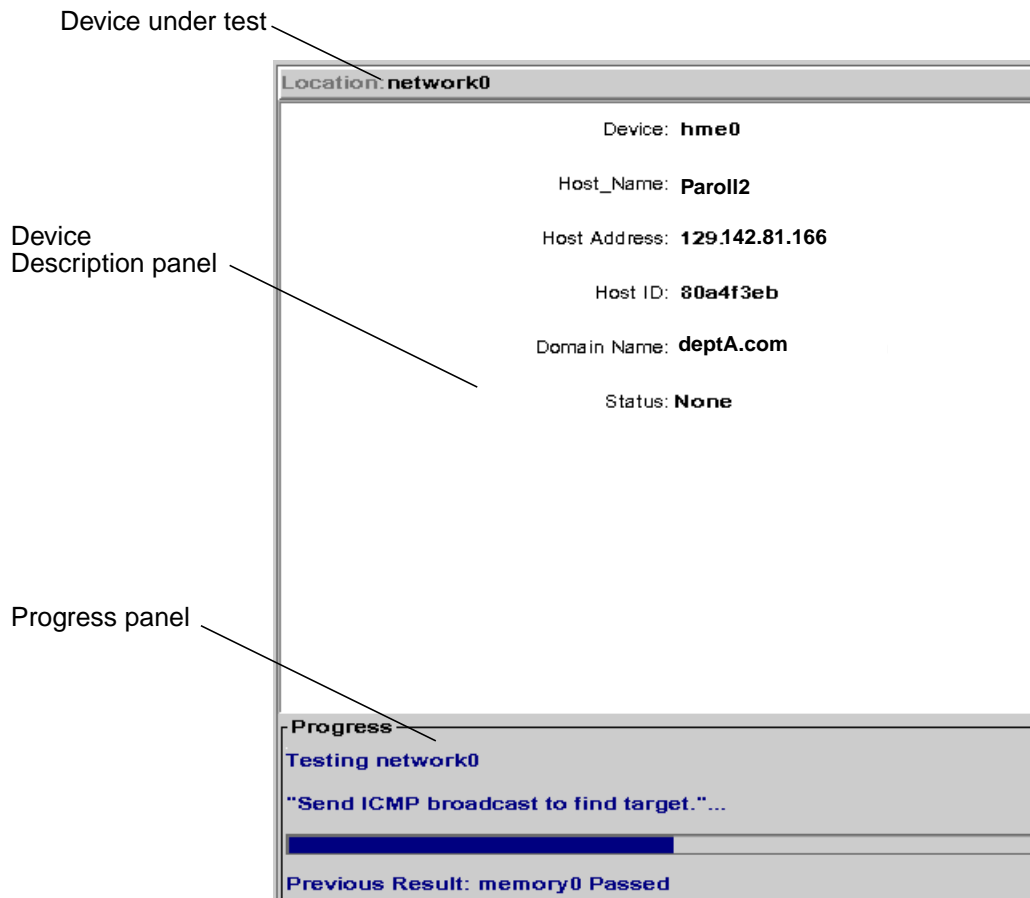 Device under test
Location: network0
Device: hme0
Host_Name: Paroll2
Device
Description panel
Host Address: 129.142.81.166
Host ID: 80a4f3eb
Domain Name: deptA.com
Status: None
Progress panel
Progress
Testing network0
"Send ICMP broadcast to find target."...
Previous Result: memory0 Passed